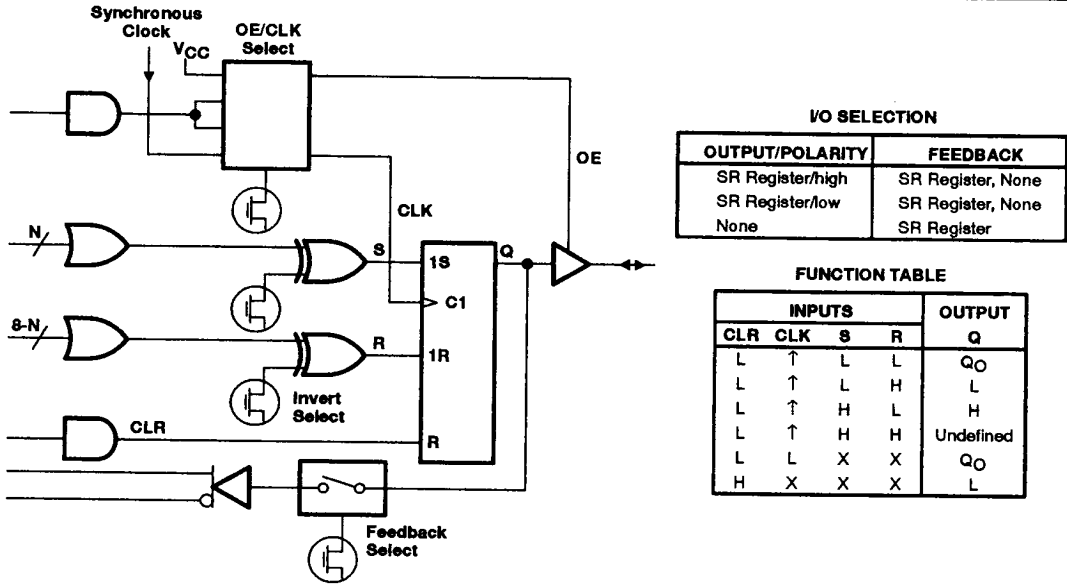 Synchronous
Clock
VCC
OE/CLK
Select
OE
CLK
N
S
1S
Q
C1
8-N
R
1R
Invert
Select
CLR
R
Feedback
Select
I/O SELECTION
OUTPUT/POLARITY FEEDBACK
SR Register/high SR Register, None
SR Register/low SR Register, None
None SR Register
FUNCTION TABLE
INPUTS OUTPUT
CLR CLK S R Q
L ↑ L L QO
L ↑ L H L
L ↑ H L H
L ↑ H H Undefined
L L X X QO
H X X X L